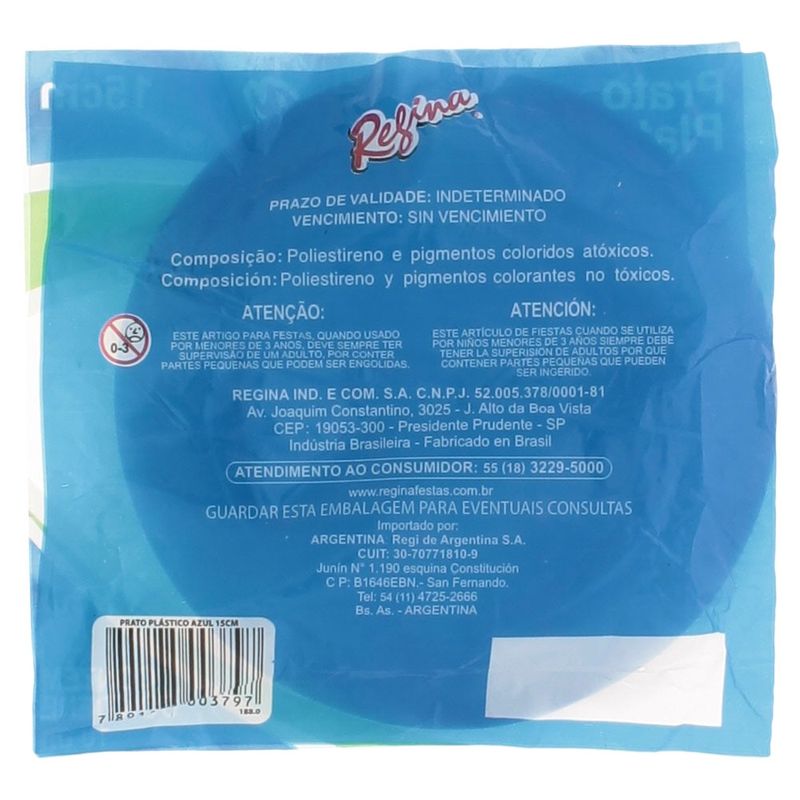 Regina
PRAZO DE VALIDADE: INDETERMINADO
VENCIMIENTO: SIN VENCIMIENTO
Composição: Poliestireno e pigmentos coloridos atóxicos.
Composición: Poliestireno y pigmentos colorantes no tóxicos.
ATENÇÃO:
ESTE ARTIGO PARA FESTAS, QUANDO USADO
POR MENORES DE 3 ANOS, DEVE SEMPRE TER
SUPERVISÃO DE UM ADULTO, POR CONTER
PARTES PEQUENAS QUE PODEM SER ENGOLIDAS.
ATENCIÓN:
ESTE ARTÍCULO DE FIESTAS CUANDO SE UTILIZA
POR NIÑOS MENORES DE 3 AÑOS SIEMPRE DEBE
TENER LA SUPERISIÓN DE ADULTOS POR QUE
CONTENER PARTES PEQUEÑAS QUE PUEDEN
SER INGERIDO.
0-3
REGINA IND. E COM. S.A. C.N.P.J. 52.005.378/0001-81
Av. Joaquim Constantino, 3025 - J. Alto da Boa Vista
CEP: 19053-300 - Presidente Prudente - SP
Indústria Brasileira - Fabricado en Brasil
ATENDIMENTO AO CONSUMIDOR: 55 (18) 3229-5000
www.reginafestas.com.br
GUARDAR ESTA EMBALAGEM PARA EVENTUAIS CONSULTAS
Importado por:
ARGENTINA: Regi de Argentina S.A.
CUIT: 30-70771810-9
Junín N° 1.190 esquina Constitución
C P: B1646EBN.- San Fernando.
Tel: 54 (11) 4725-2666
Bs. As. - ARGENTINA
PRATO PLÁSTICO AZUL 15CM
003797
188.0
15cm
Prato